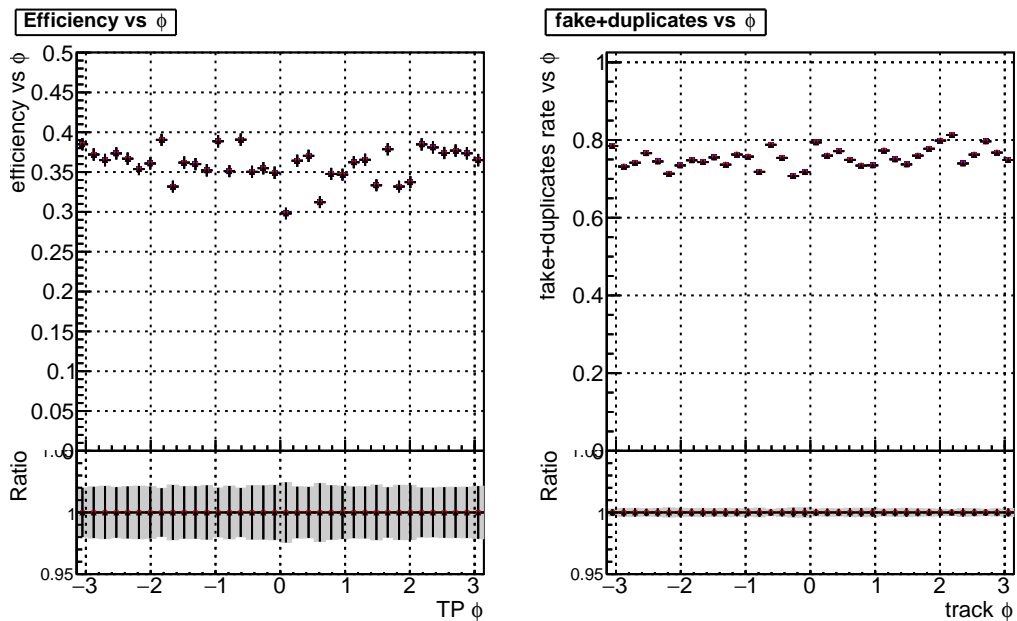 Efficiency vs ϕ
efficiency vs ϕ
0.5
0.45
0.4
0.35
0.3
0.25
0.2
0.15
0.1
0.05
0
Ratio
1
0.95
−3 −2 −1 0 1 2 3
TP ϕ
fake+duplicates vs ϕ
fake+duplicates rate vs ϕ
1
0.8
0.6
0.4
0.2
0
Ratio
1
0.95
−3 −2 −1 0 1 2 3
track ϕ